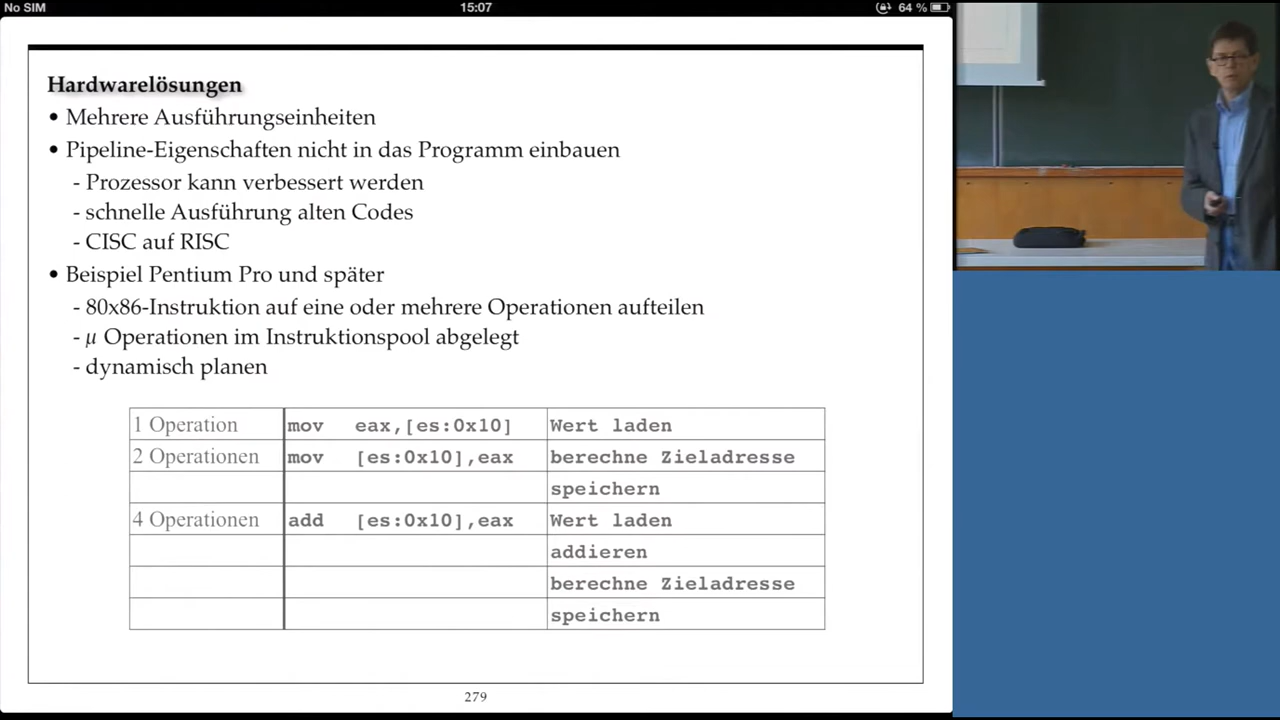 No SIM 15:07 64 %
Hardwarelösungen
• Mehrere Ausführungseinheiten
• Pipeline-Eigenschaften nicht in das Programm einbauen
- Prozessor kann verbessert werden
- schnelle Ausführung alten Codes
- CISC auf RISC
• Beispiel Pentium Pro und später
- 80x86-Instruktion auf eine oder mehrere Operationen aufteilen
- µ Operationen im Instruktionspool abgelegt
- dynamisch planen
1 Operation mov eax,[es:0x10] Wert laden
2 Operationen mov [es:0x10],eax berechne Zieladresse
speichern
4 Operationen add [es:0x10],eax Wert laden
addieren
berechne Zieladresse
speichern
279